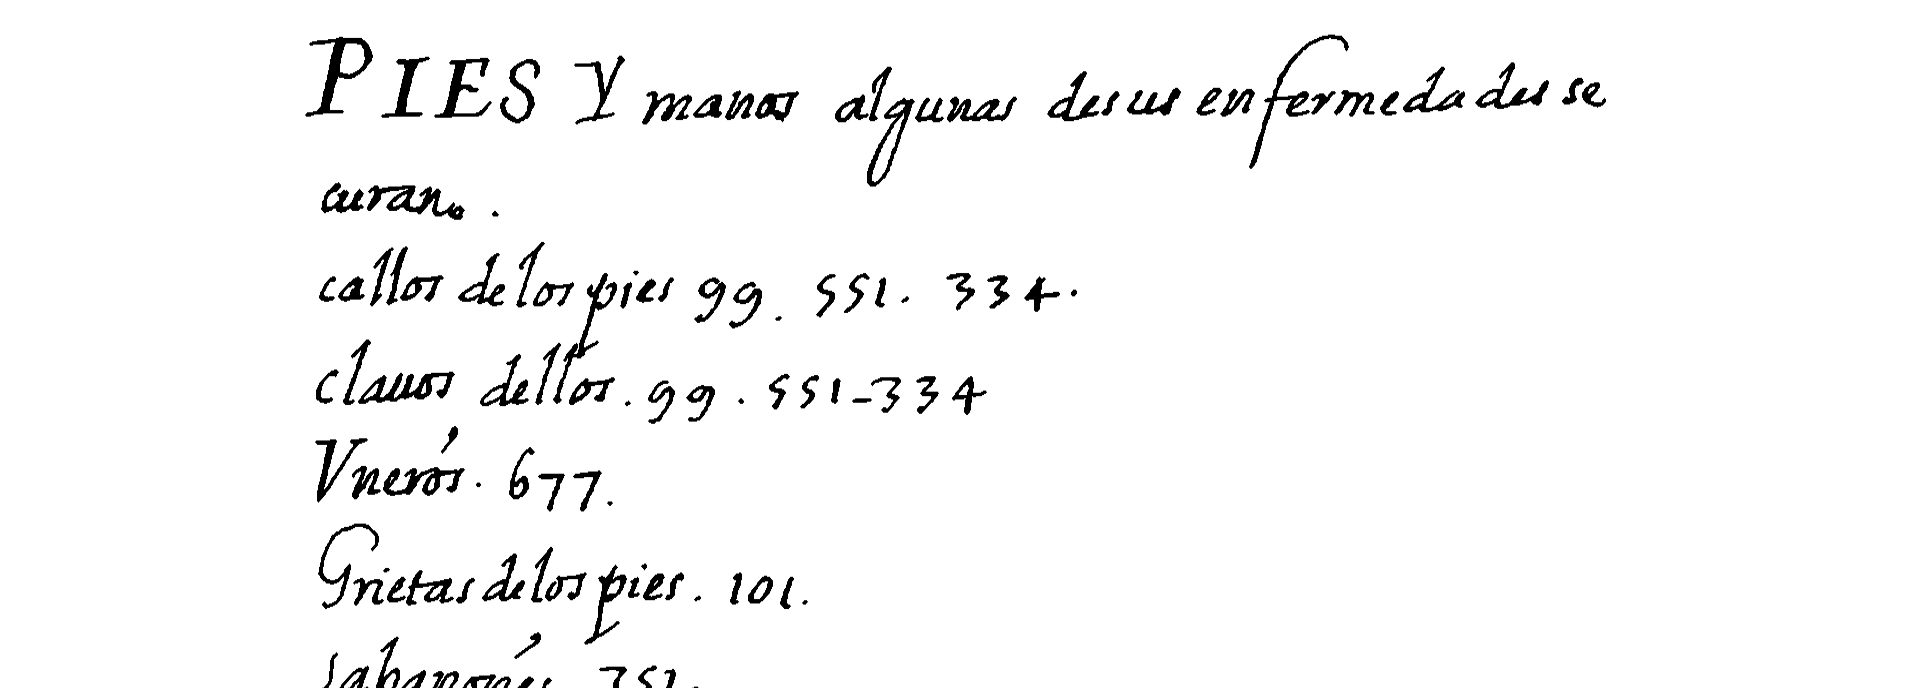 PIES Y manos algunas desus enfermedades se
curan.
callos delos pies 99. 551. 334.
clauos dellos. 99. 551-334
Vnerós. 677.
Grietas delos pies. 101.